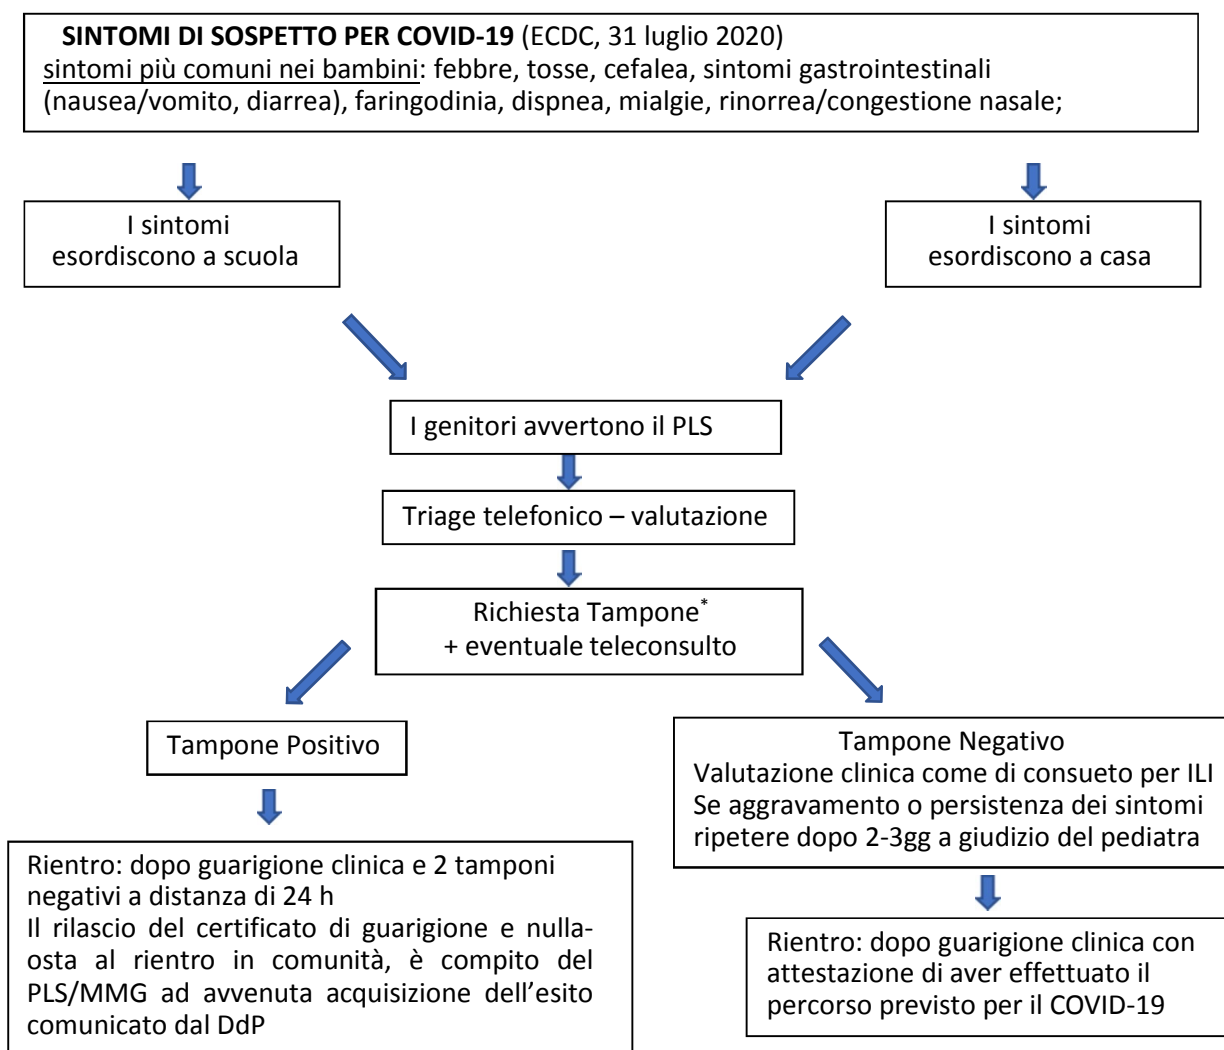 SINTOMI DI SOSPETTO PER COVID-19 (ECDC, 31 luglio 2020)
sintomi più comuni nei bambini: febbre, tosse, cefalea, sintomi gastrointestinali
(nausea/vomito, diarrea), faringodinia, dispnea, mialgie, rinorrea/congestione nasale;
I sintomi
esordiscono a scuola
I sintomi
esordiscono a casa
I genitori avvertono il PLS
Triage telefonico – valutazione
Richiesta Tampone*
+ eventuale teleconsulto
Tampone Positivo
Tampone Negativo
Valutazione clinica come di consueto per ILI
Se aggravamento o persistenza dei sintomi
ripetere dopo 2-3gg a giudizio del pediatra
Rientro: dopo guarigione clinica e 2 tamponi
negativi a distanza di 24 h
Il rilascio del certificato di guarigione e nulla-
osta al rientro in comunità, è compito del
PLS/MMG ad avvenuta acquisizione dell’esito
comunicato dal DdP
Rientro: dopo guarigione clinica con
attestazione di aver effettuato il
percorso previsto per il COVID-19